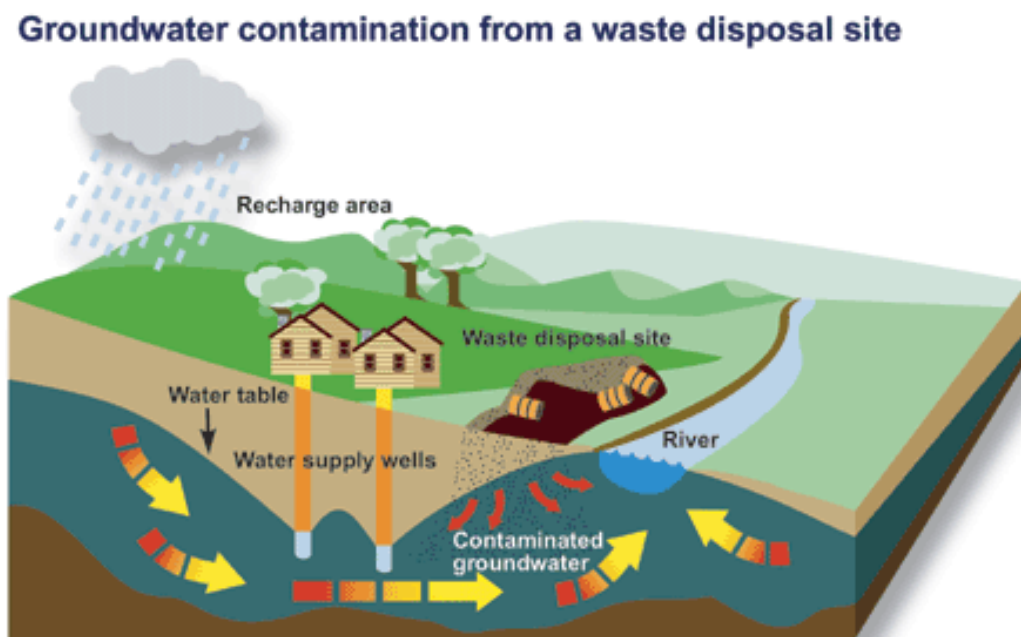 Groundwater contamination from a waste disposal site
Recharge area
Waste disposal site
Water table
River
Water supply wells
Contaminated
groundwater